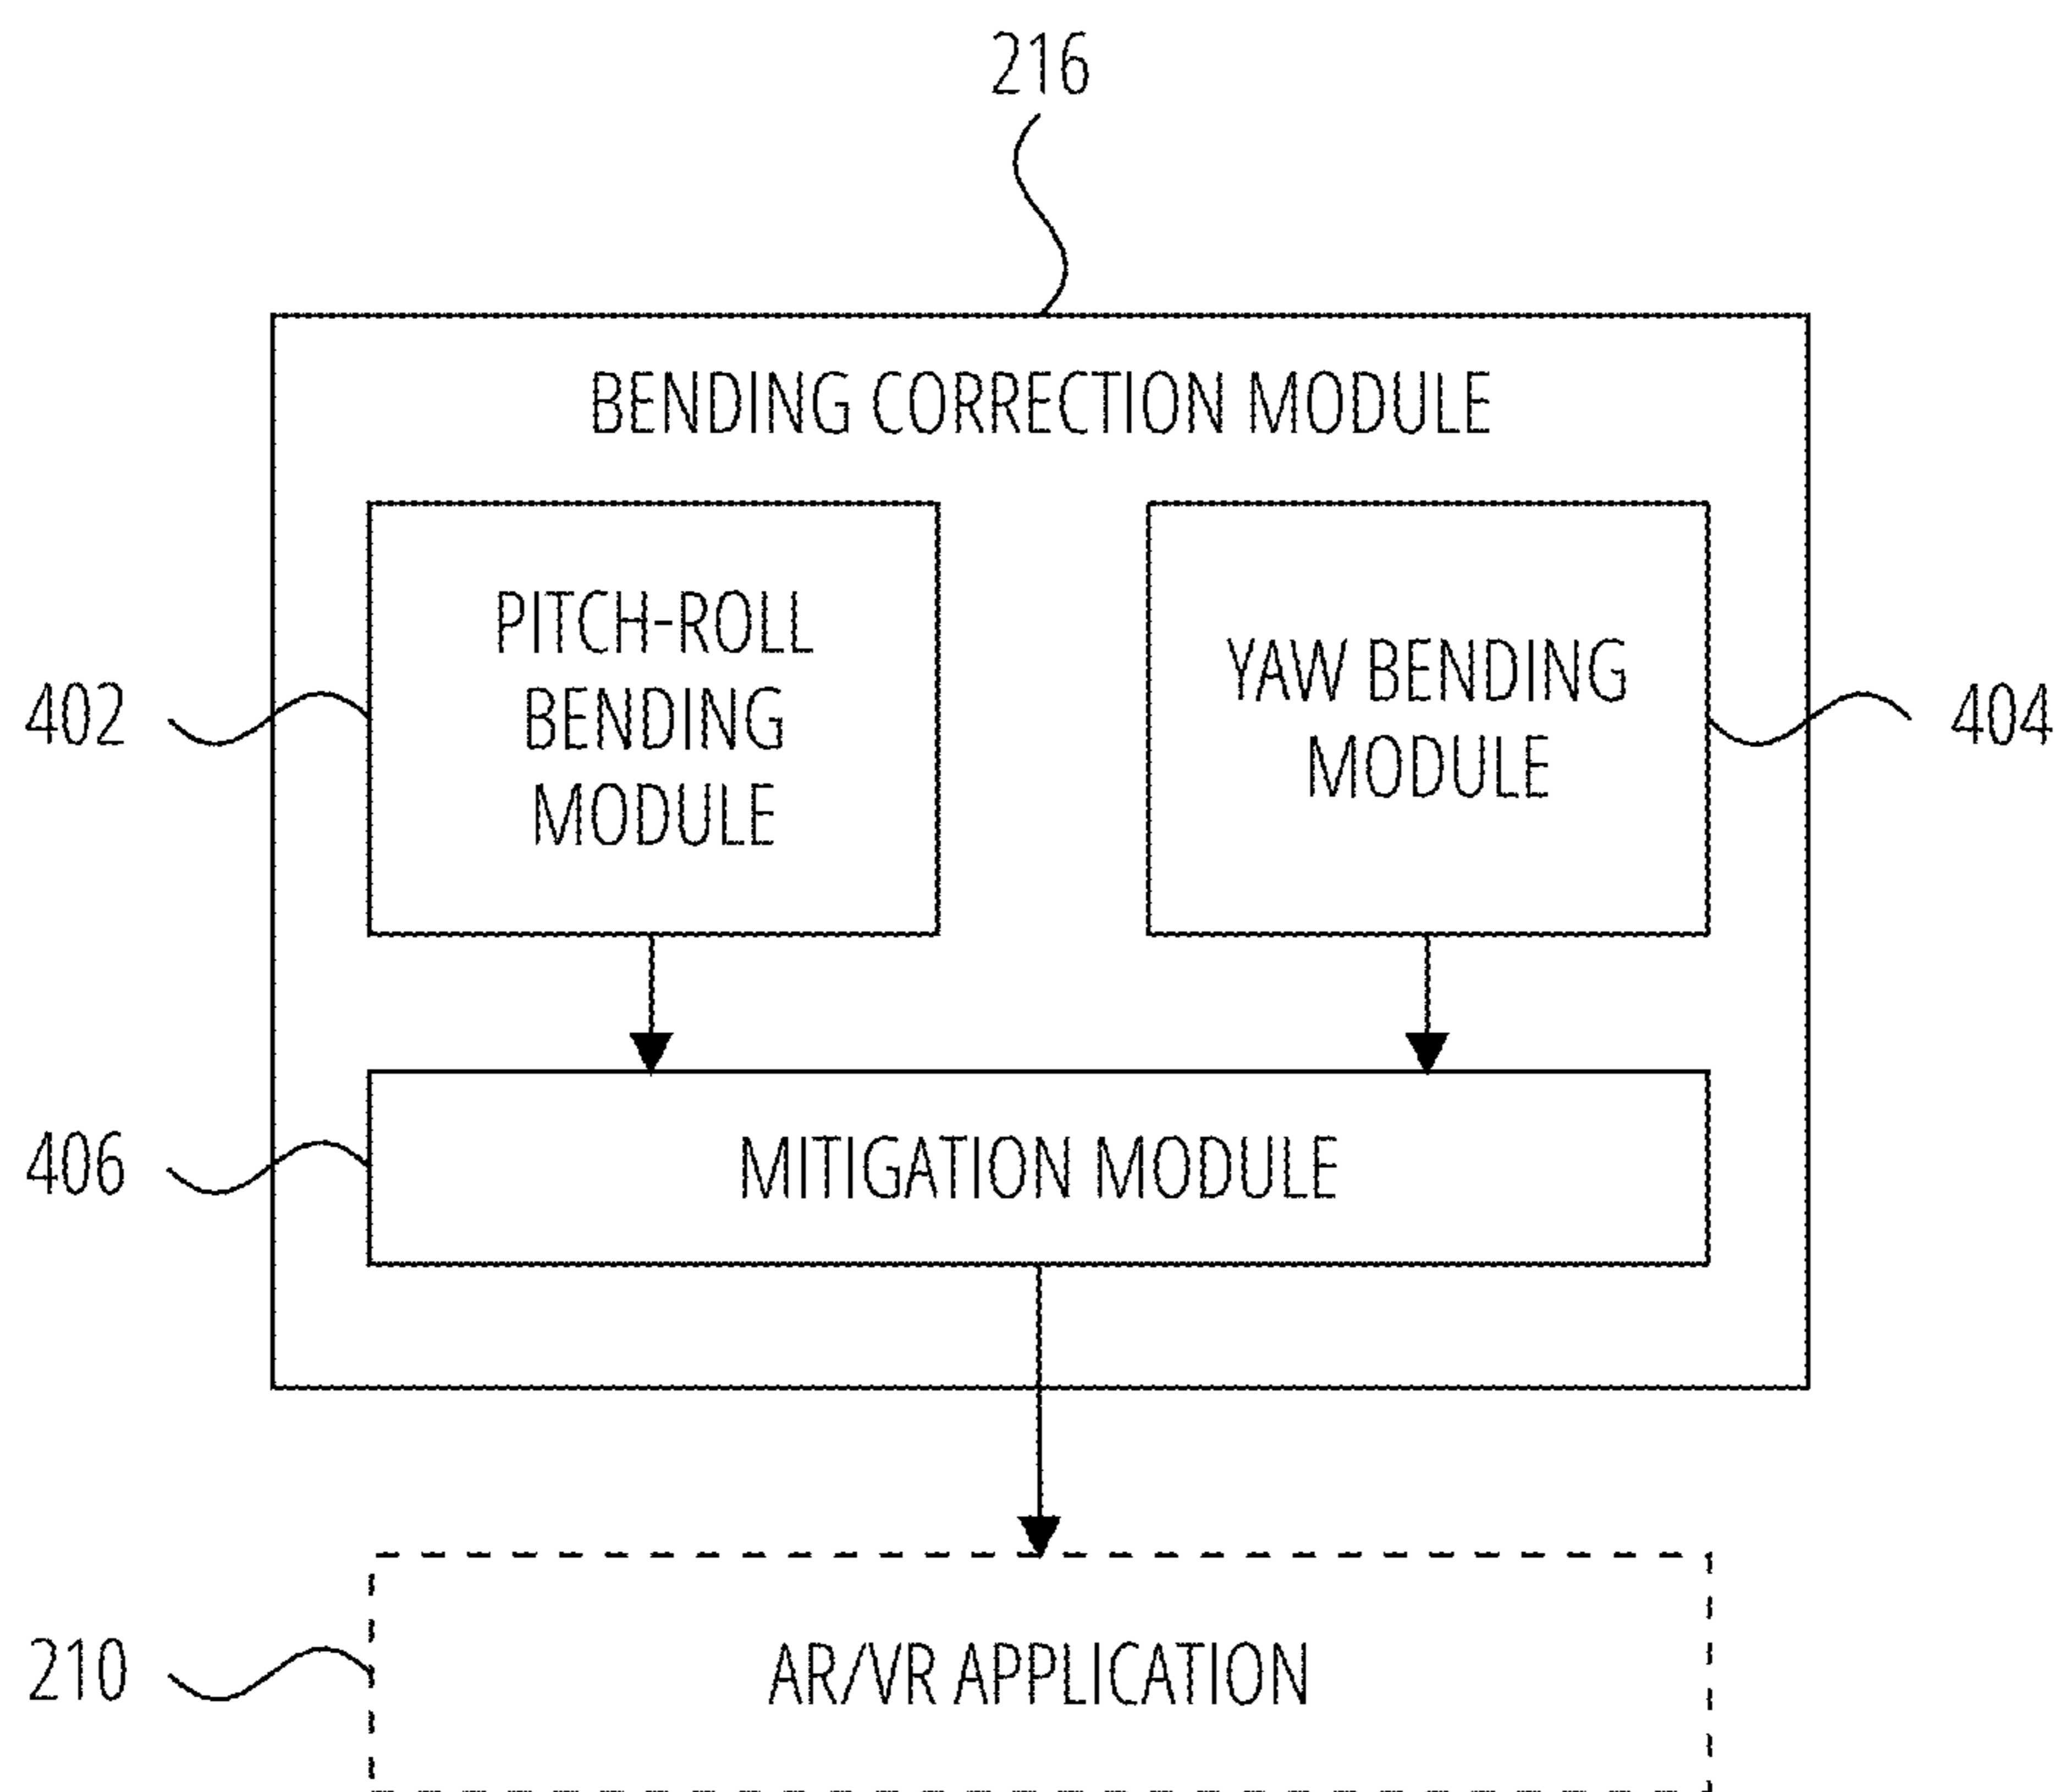 216
BENDING CORRECTION MODULE
PITCH-ROLL
BENDING
MODULE
YAW BENDING
MODULE
402
404
406
MITIGATION MODULE
210
AR/VR APPLICATION